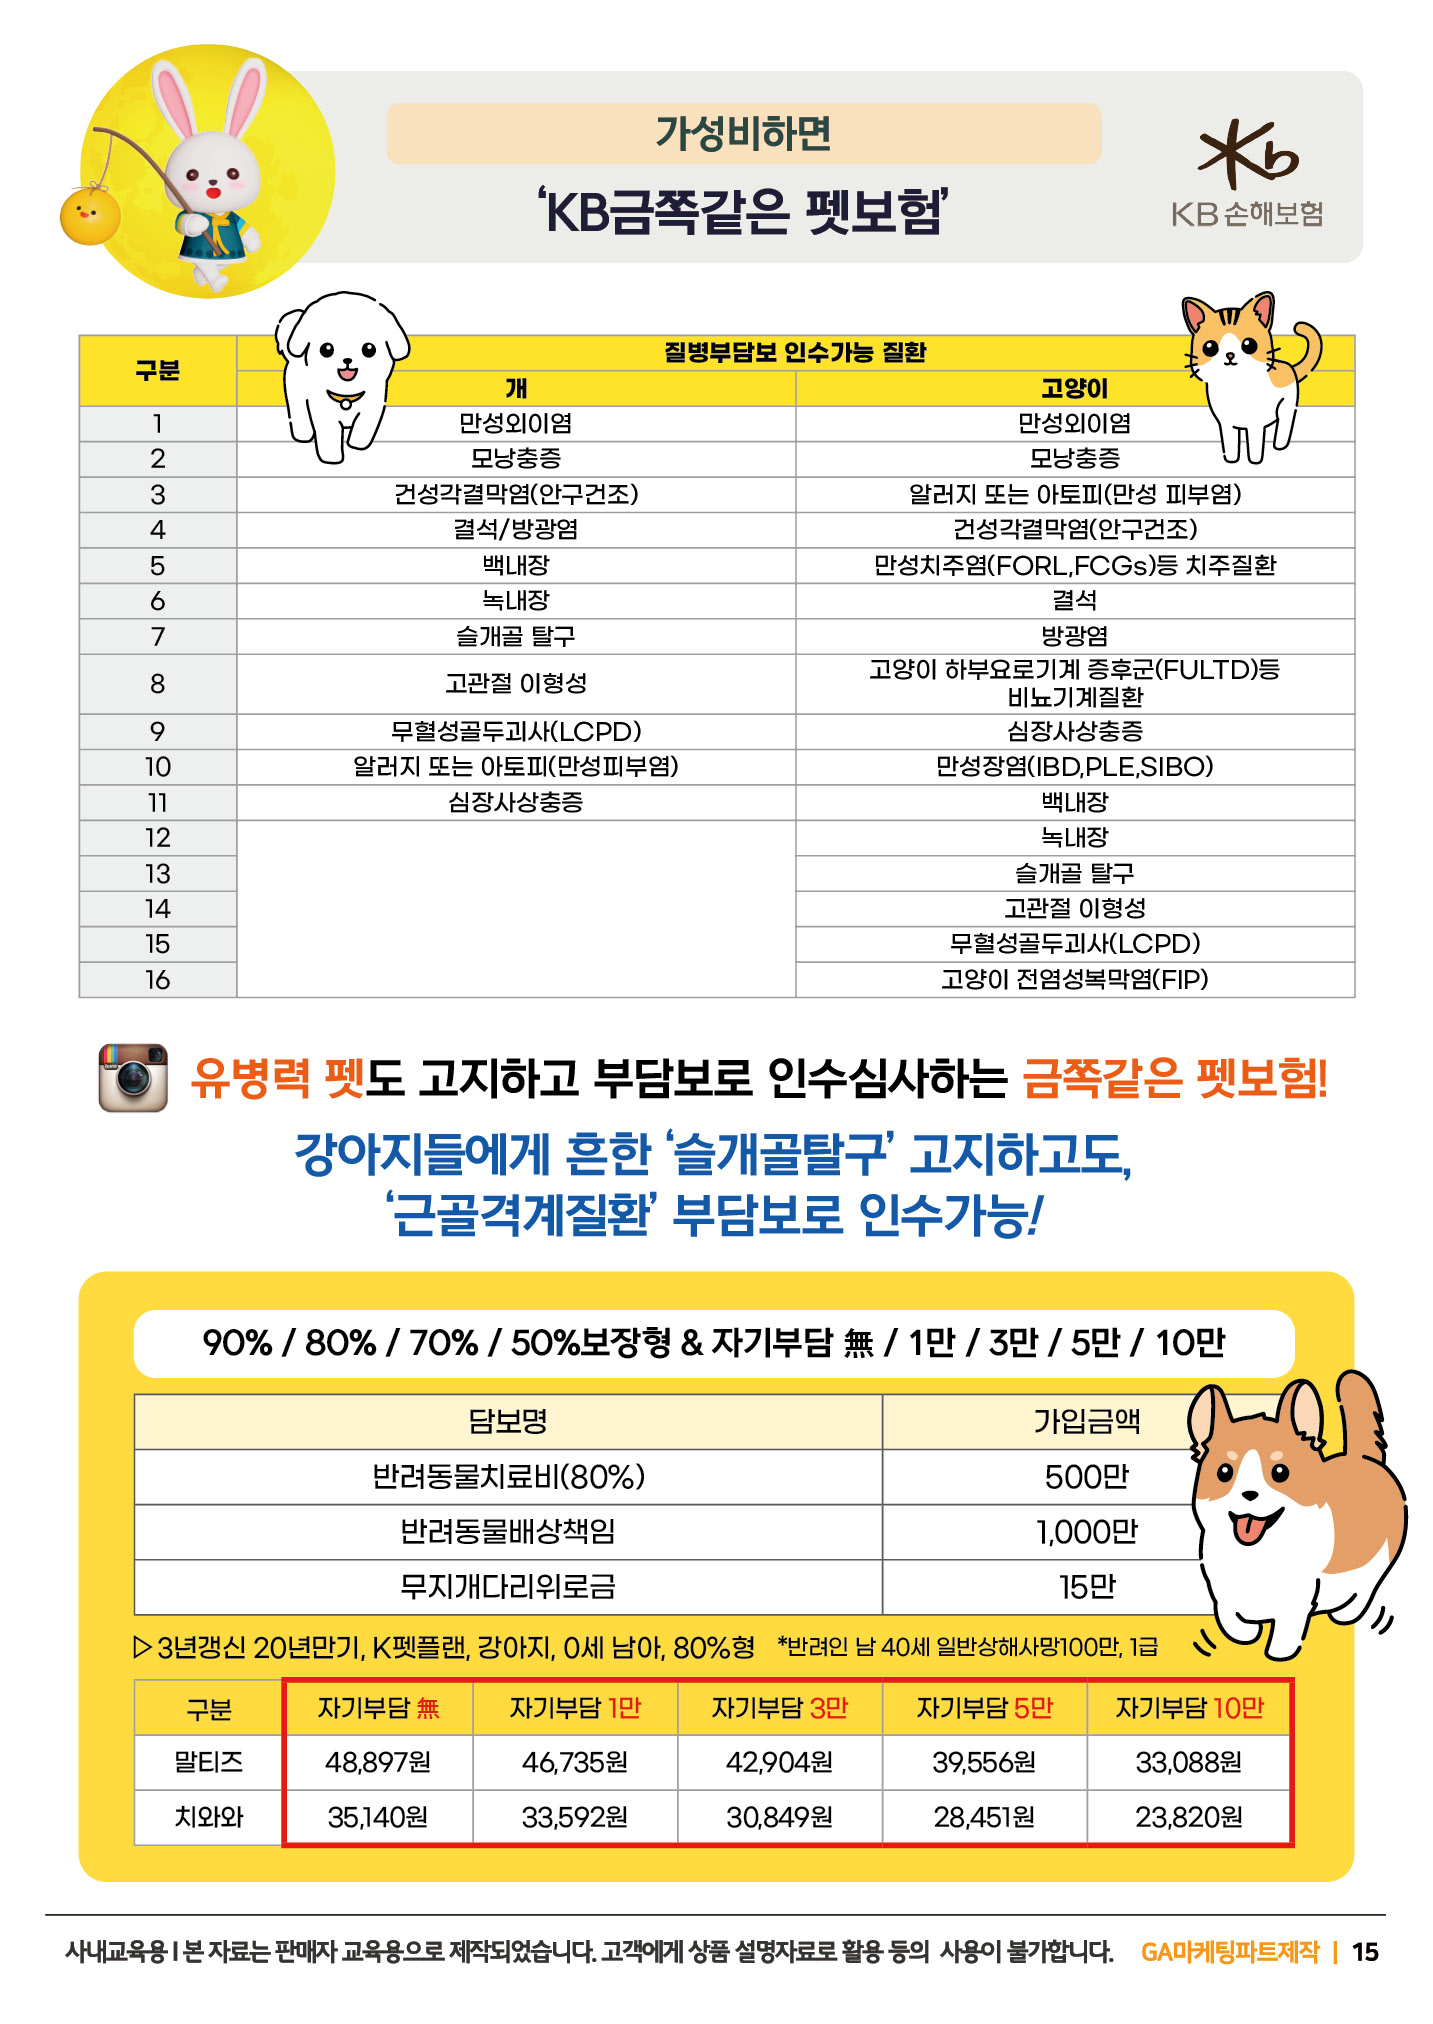 가성비하면
‘KB금쪽같은 펫보험’
Kb
KB 손해보험
구분 질병부담보 인수가능 질환
개 고양이
1 만성외이염 만성외이염
2 모낭충증 모낭충증
3 건성각결막염(안구건조) 알러지 또는 아토피(만성 피부염)
4 결석/방광염 건성각결막염(안구건조)
5 백내장 만성치주염(FORL,FCGs)등 치주질환
6 녹내장 결석
7 슬개골 탈구 방광염
8 고관절 이형성 고양이 하부요로기계 증후군(FULTD)등
비뇨기계질환
9 무혈성골두괴사(LCPD) 심장사상충증
10 알러지 또는 아토피(만성피부염) 만성장염(IBD,PLE,SIBO)
11 심장사상충증 백내장
12 녹내장
13 슬개골 탈구
14 고관절 이형성
15 무혈성골두괴사(LCPD)
16 고양이 전염성복막염(FIP)
유병력 펫도 고지하고 부담보로 인수심사하는 금쪽같은 펫보험!
강아지들에게 흔한 ‘슬개골탈구’ 고지하고도,
‘근골격계질환’ 부담보로 인수가능!
90% / 80% / 70% / 50%보장형 & 자기부담 無 / 1만 / 3만 / 5만 / 10만
담보명 가입금액
반려동물치료비(80%) 500만
반려동물배상책임 1,000만
무지개다리위로금 15만
▷3년갱신 20년만기, K펫플랜, 강아지, 0세 남아, 80%형 *반려인 남 40세 일반상해사망100만, 1급
구분 자기부담 無 자기부담 1만 자기부담 3만 자기부담 5만 자기부담 10만
말티즈 48,897원 46,735원 42,904원 39,556원 33,088원
치와와 35,140원 33,592원 30,849원 28,451원 23,820원
사내교육용 I 본 자료는 판매자 교육용으로 제작되었습니다. 고객에게 상품 설명자료로 활용 등의 사용이 불가합니다. GA마케팅파트제작 | 15